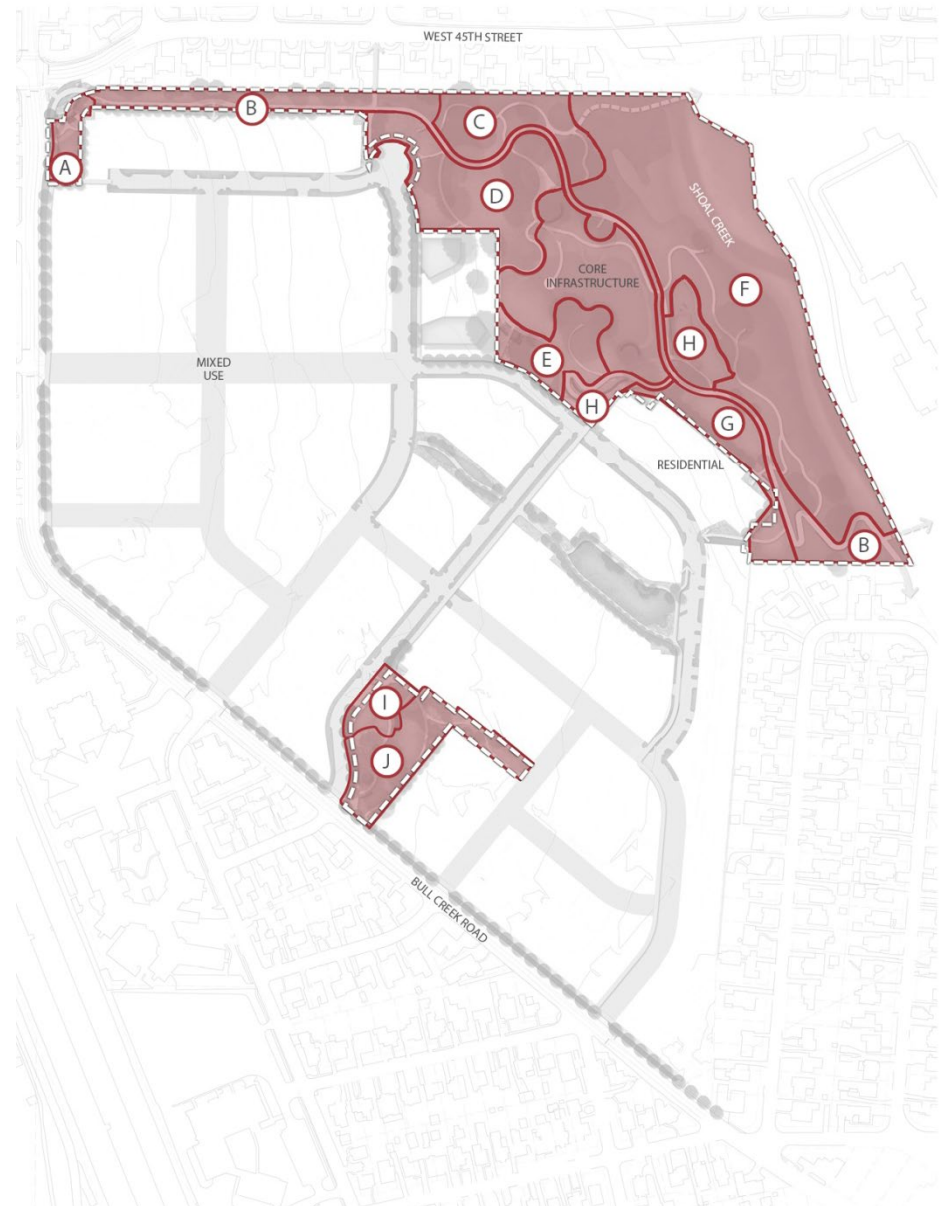 WEST 45TH STREET
B
C
A
D
SHOAL CREEK
CORE
INFRASTRUCTURE
F
H
MIXED
USE
E
H
G
RESIDENTIAL
B
I
J
BULL CREEK ROAD